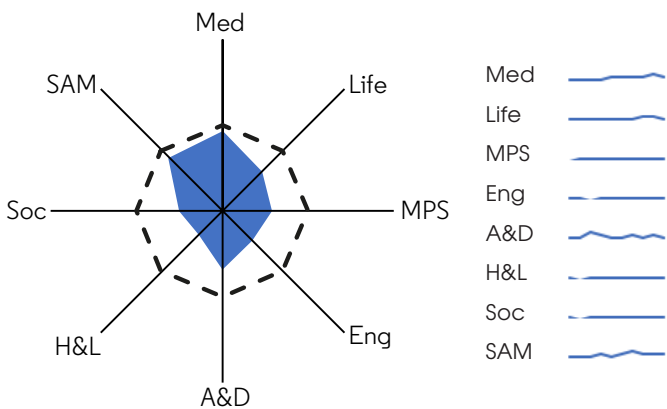 Med
SAM
Life
Soc
MPS
H&L
Eng
A&D
Med
Life
MPS
Eng
A&D
H&L
Soc
SAM